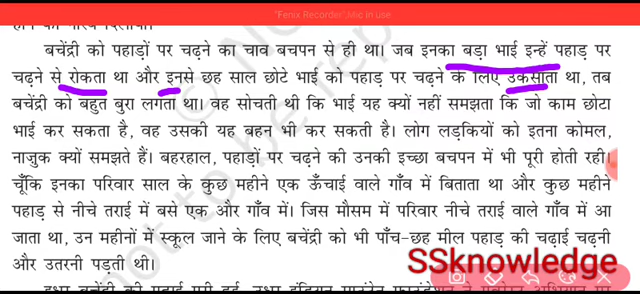 "Fenix Recorder" Mic in use
बचेंद्री को पहाड़ों पर चढ़ने का चाव बचपन से ही था। जब इनका बड़ा भाई इन्हें पहाड़ पर
चढ़ने से रोकता था और इनसे छह साल छोटे भाई को पहाड़ पर चढ़ने के लिए उकसाता था, तब
बचेंद्री को बहुत बुरा लगता था। वह सोचती थी कि भाई यह क्यों नहीं समझता कि जो काम छोटा
भाई कर सकता है, वह उसकी यह बहन भी कर सकती है। लोग लड़कियों को इतना कोमल,
नाज़ुक क्यों समझते हैं। बहरहाल, पहाड़ों पर चढ़ने की उनकी इच्छा बचपन में भी पूरी होती रही।
चूँकि इनका परिवार साल के कुछ महीने एक ऊँचाई वाले गाँव में बिताता था और कुछ महीने
पहाड़ से नीचे तराई में बसे एक और गाँव में। जिस मौसम में परिवार नीचे तराई वाले गाँव में आ
जाता था, उन महीनों में स्कूल जाने के लिए बचेंद्री को भी पाँच-छह मील पहाड़ की चढ़ाई चढ़नी
और उतरनी पड़ती थी।
SSknowledge